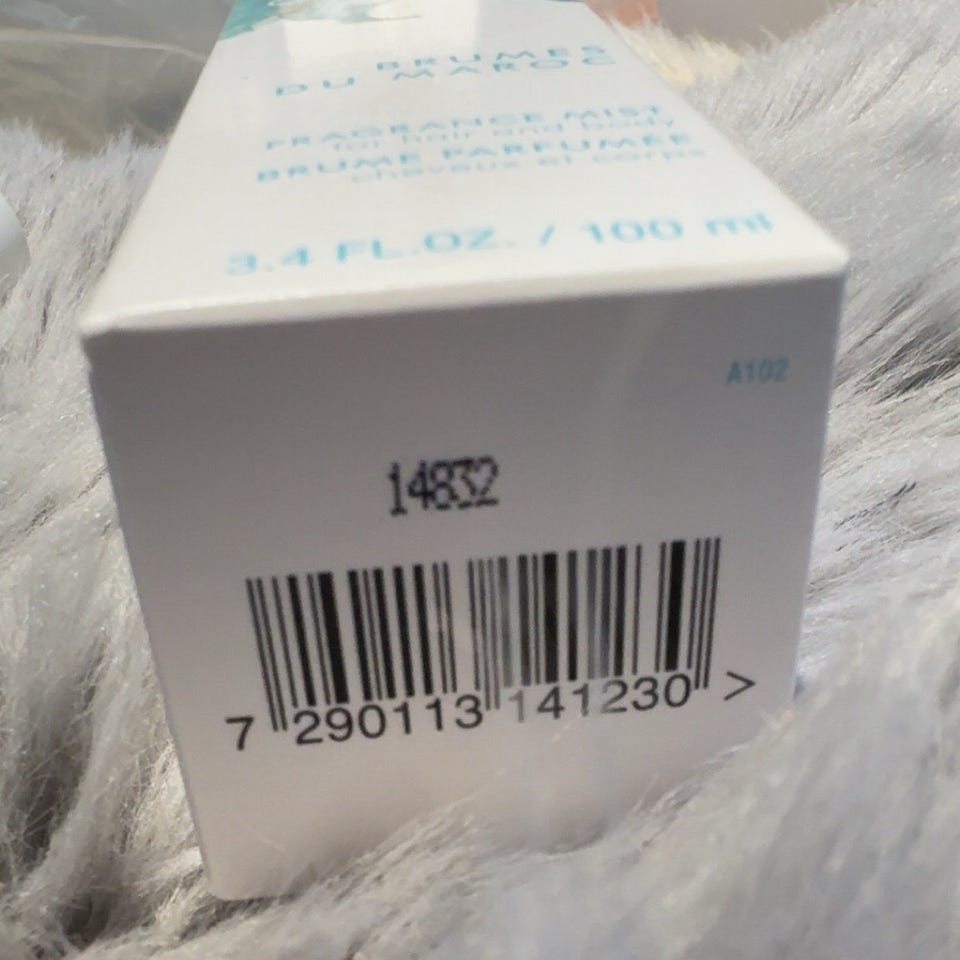 BRUMES
DU MAROC
FRAGRANCE MIST
for hair and body
BRUME PARFUMÉE
cheveux et corps
3.4 FL.OZ. / 100 ml
A102
14832
7 290113 141230 >